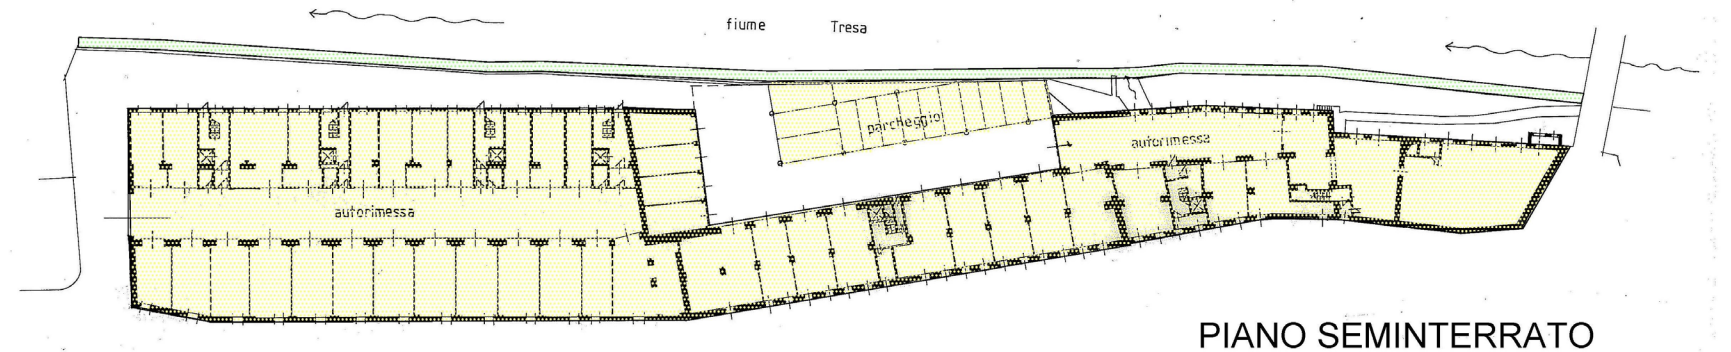 fiume Tresa
parcheggio
autorimessa
autorimessa
PIANO SEMINTERRATO